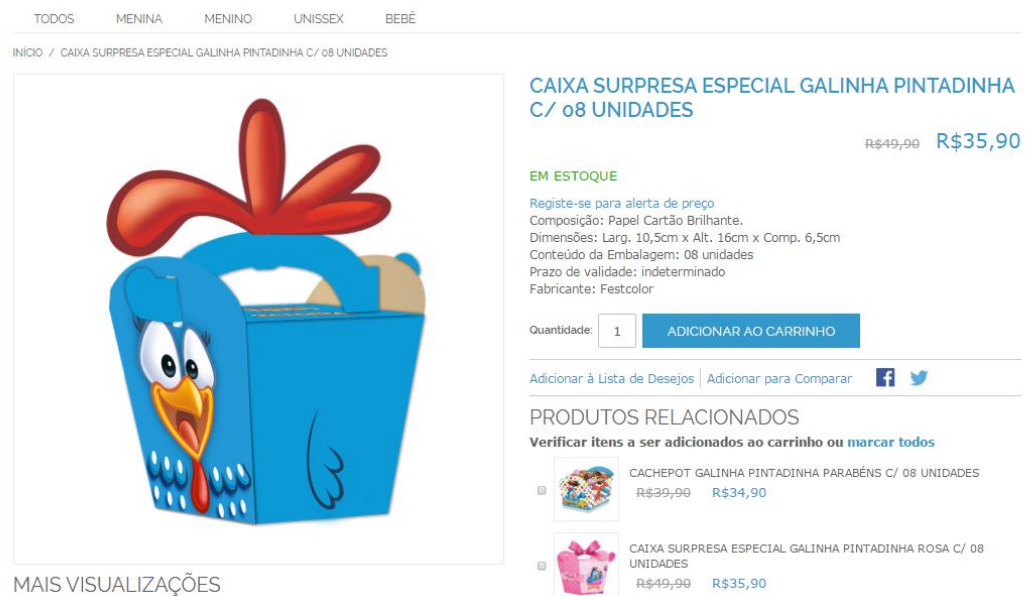 TODOS MENINA MENINO UNISSEX BEBÊ
INÍCIO / CAIXA SURPRESA ESPECIAL GALINHA PINTADINHA C/ 08 UNIDADES
CAIXA SURPRESA ESPECIAL GALINHA PINTADINHA
C/ 08 UNIDADES
R$49,90 R$35,90
EM ESTOQUE
Registe-se para alerta de preço
Composição: Papel Cartão Brilhante.
Dimensões: Larg. 10,5cm x Alt. 16cm x Comp. 6,5cm
Conteúdo da Embalagem: 08 unidades
Prazo de validade: indeterminado
Fabricante: Festcolor
Quantidade: 1 ADICIONAR AO CARRINHO
Adicionar à Lista de Desejos | Adicionar para Comparar
PRODUTOS RELACIONADOS
Verificar itens a ser adicionados ao carrinho ou marcar todos
CACHEPOT GALINHA PINTADINHA PARABÉNS C/ 08 UNIDADES
R$39,90 R$34,90
CAIXA SURPRESA ESPECIAL GALINHA PINTADINHA ROSA C/ 08
UNIDADES
R$49,90 R$35,90
MAIS VISUALIZAÇÕES